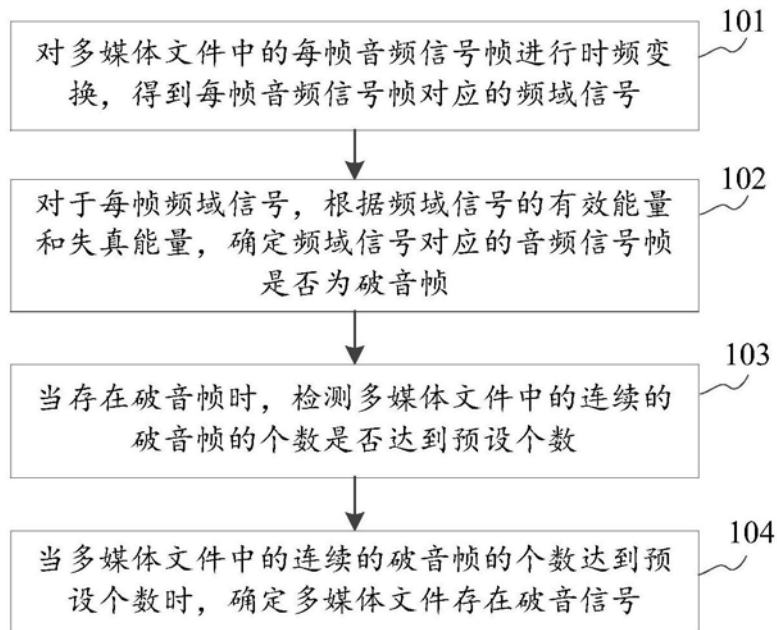 101
对多媒体文件中的每帧音频信号帧进行时频变
换，得到每帧音频信号帧对应的频域信号
102
对于每帧频域信号，根据频域信号的有效能量
和失真能量，确定频域信号对应的音频信号帧
是否为破音帧
103
当存在破音帧时，检测多媒体文件中的连续的
破音帧的个数是否达到预设个数
104
当多媒体文件中的连续的破音帧的个数达到预
设个数时，确定多媒体文件存在破音信号